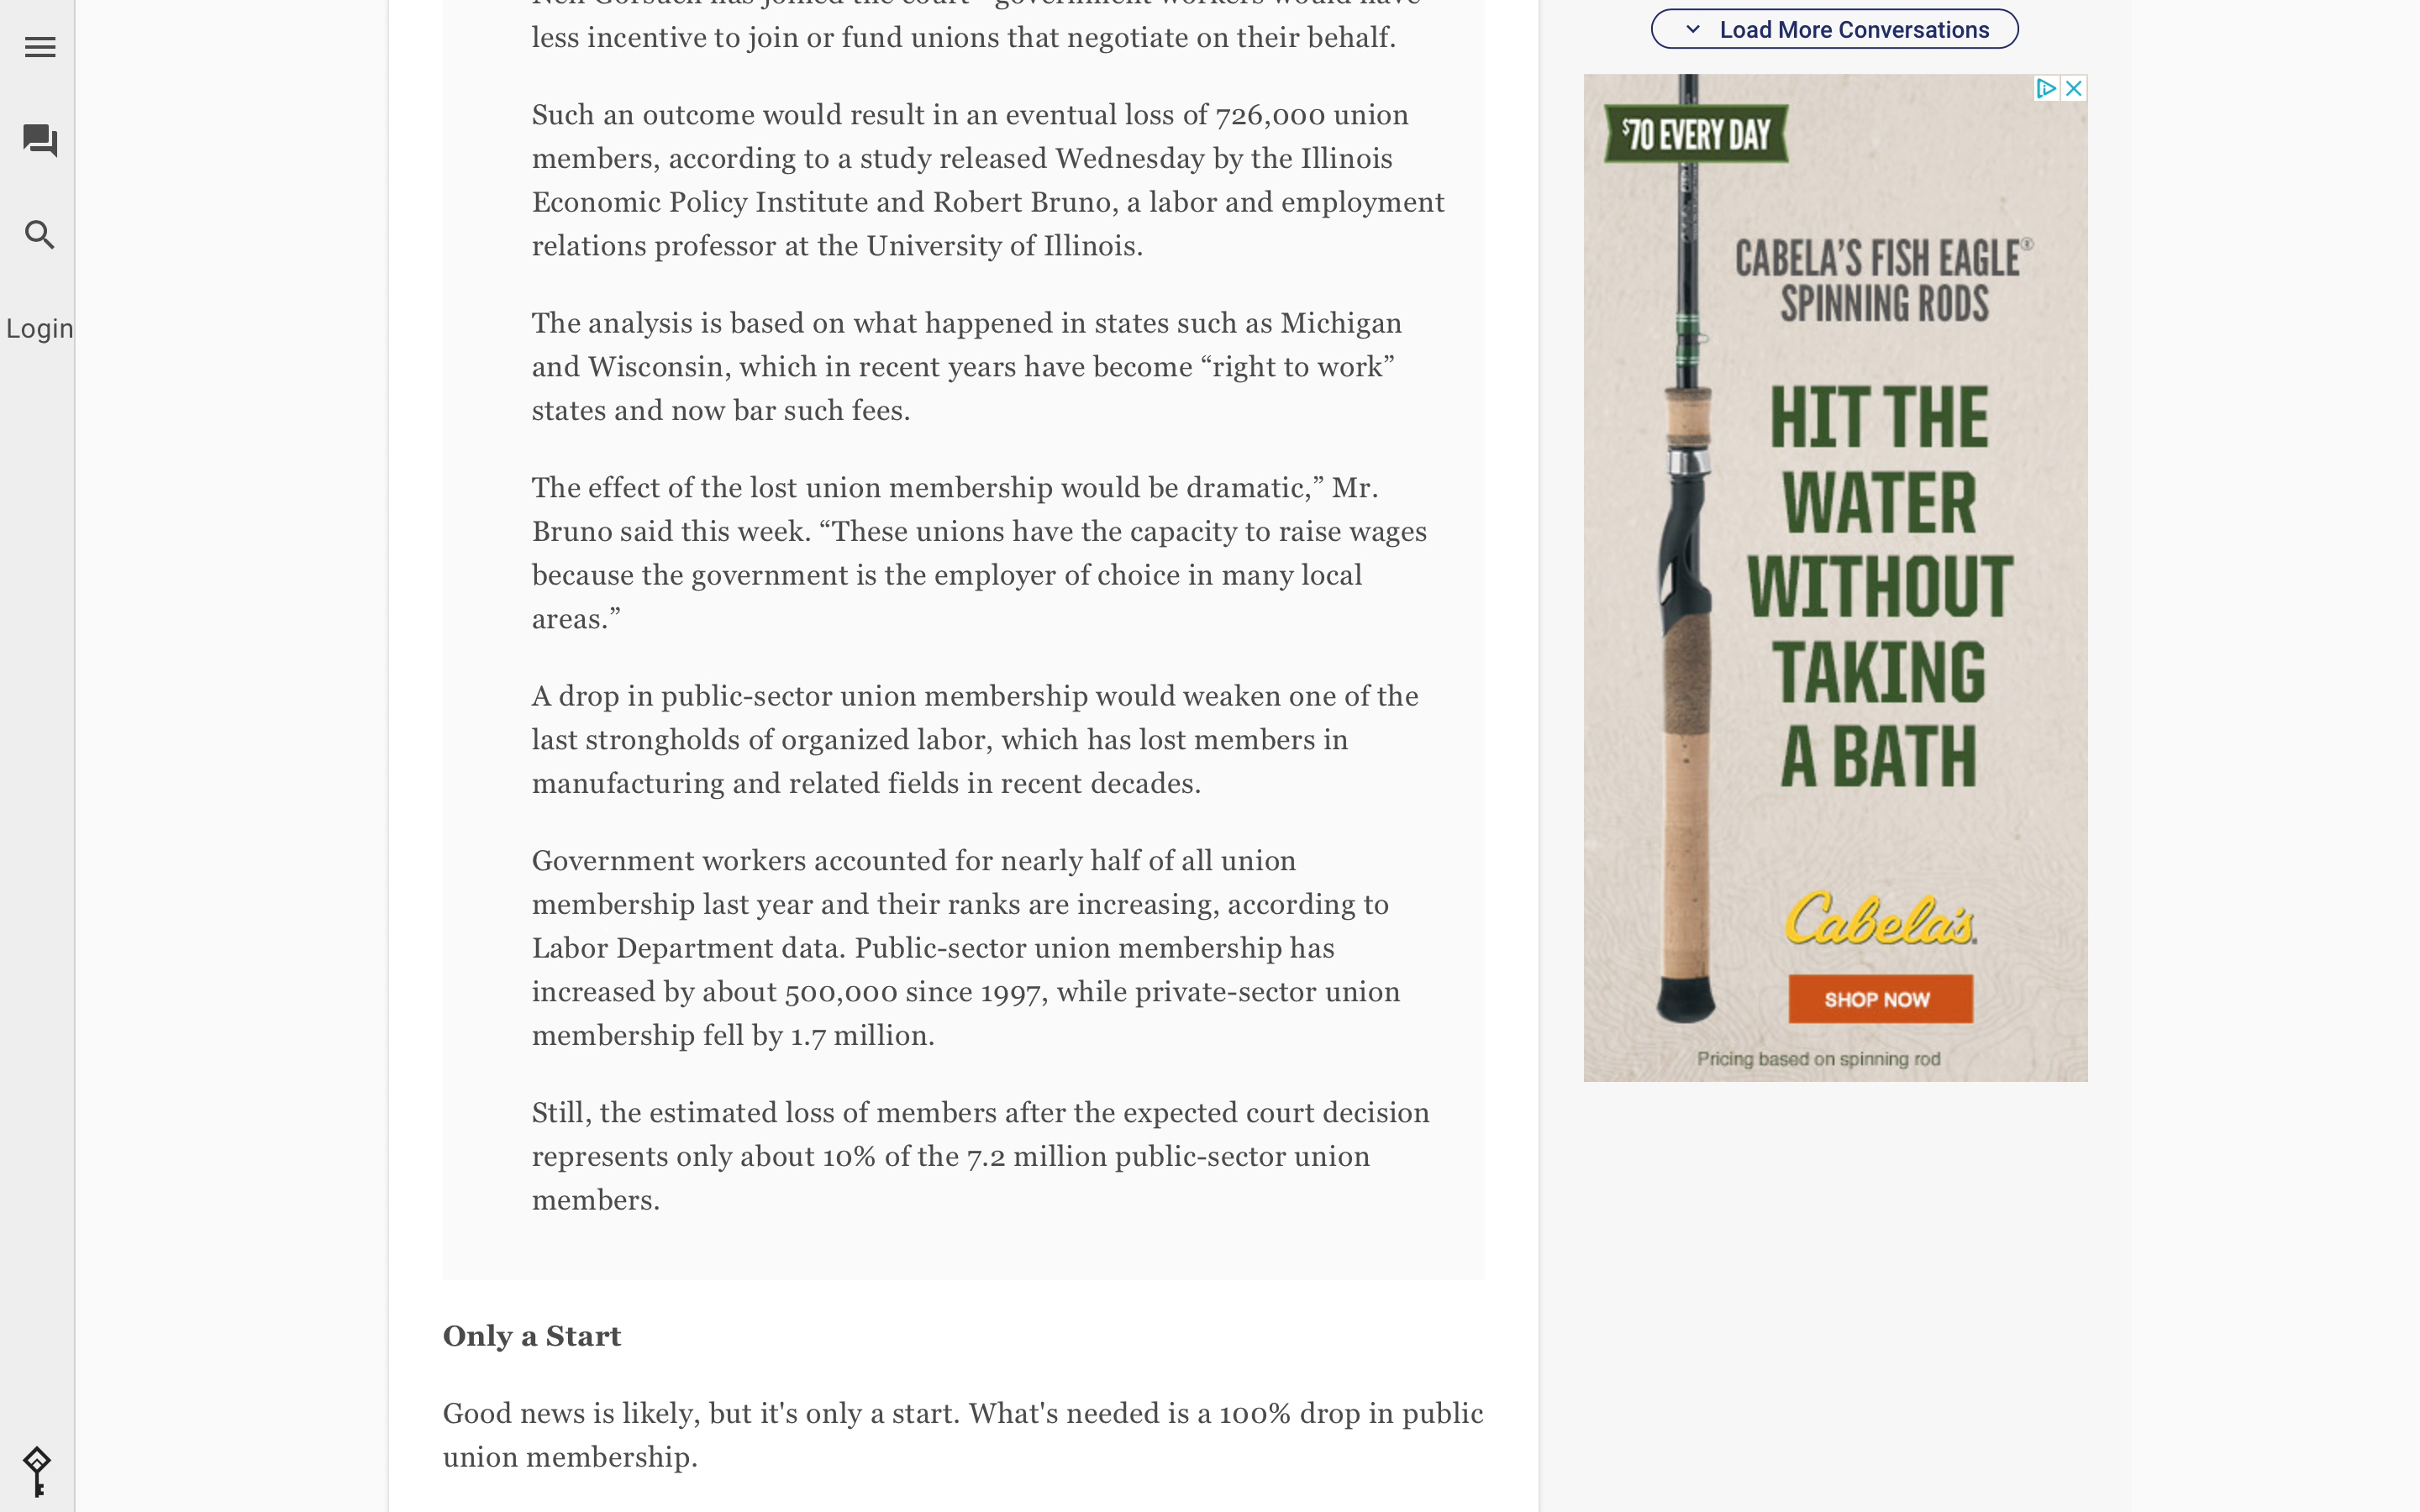 less incentive to join or fund unions that negotiate on their behalf.
Such an outcome would result in an eventual loss of 726,000 union
members, according to a study released Wednesday by the Illinois
Economic Policy Institute and Robert Bruno, a labor and employment
relations professor at the University of Illinois.
The analysis is based on what happened in states such as Michigan
and Wisconsin, which in recent years have become “right to work”
states and now bar such fees.
The effect of the lost union membership would be dramatic,” Mr.
Bruno said this week. “These unions have the capacity to raise wages
because the government is the employer of choice in many local
areas.”
A drop in public-sector union membership would weaken one of the
last strongholds of organized labor, which has lost members in
manufacturing and related fields in recent decades.
Government workers accounted for nearly half of all union
membership last year and their ranks are increasing, according to
Labor Department data. Public-sector union membership has
increased by about 500,000 since 1997, while private-sector union
membership fell by 1.7 million.
Still, the estimated loss of members after the expected court decision
represents only about 10% of the 7.2 million public-sector union
members.
Only a Start
Good news is likely, but it's only a start. What's needed is a 100% drop in public
union membership.
Login
Load More Conversations
$70 EVERY DAY
CABELA'S FISH EAGLE®
SPINNING RODS
HIT THE
WATER
WITHOUT
TAKING
A BATH
Cabela's
SHOP NOW
Pricing based on spinning rod